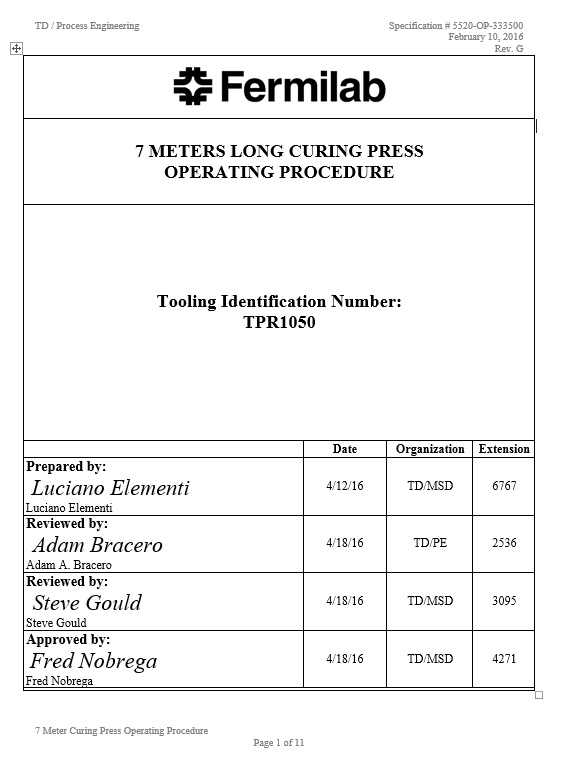 TD / Process Engineering
Specification # 5520-OP-333500
February 10, 2016
Rev. G
Fermilab
7 METERS LONG CURING PRESS
OPERATING PROCEDURE
Tooling Identification Number:
TPR1050
Date Organization Extension
Prepared by:
Luciano Elementi 4/12/16 TD/MSD 6767
Luciano Elementi
Reviewed by:
Adam Bracero 4/18/16 TD/PE 2536
Adam A. Bracero
Reviewed by:
Steve Gould 4/18/16 TD/MSD 3095
Steve Gould
Approved by:
Fred Nobrega 4/18/16 TD/MSD 4271
Fred Nobrega
7 Meter Curing Press Operating Procedure
Page 1 of 11